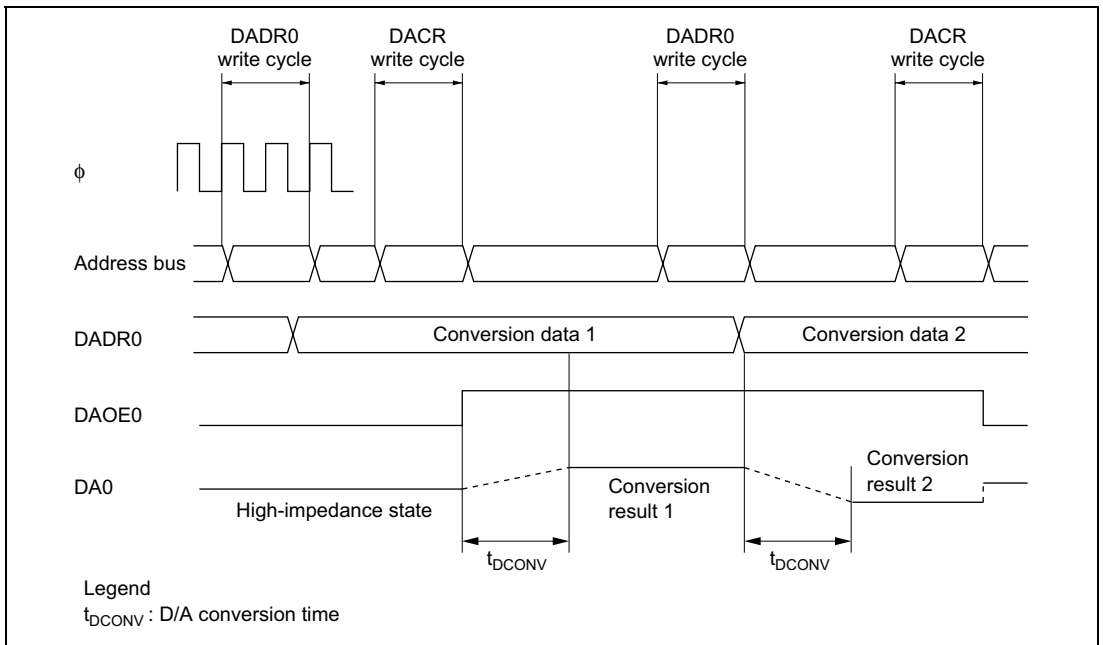 DADR0
write cycle
DACR
write cycle
DADR0
write cycle
DACR
write cycle
ϕ
Address bus
DADR0
Conversion data 1
Conversion data 2
DAOE0
DA0
High-impedance state
Conversion
result 1
Conversion
result 2
tDCONV
tDCONV
Legend
tDCONV : D/A conversion time